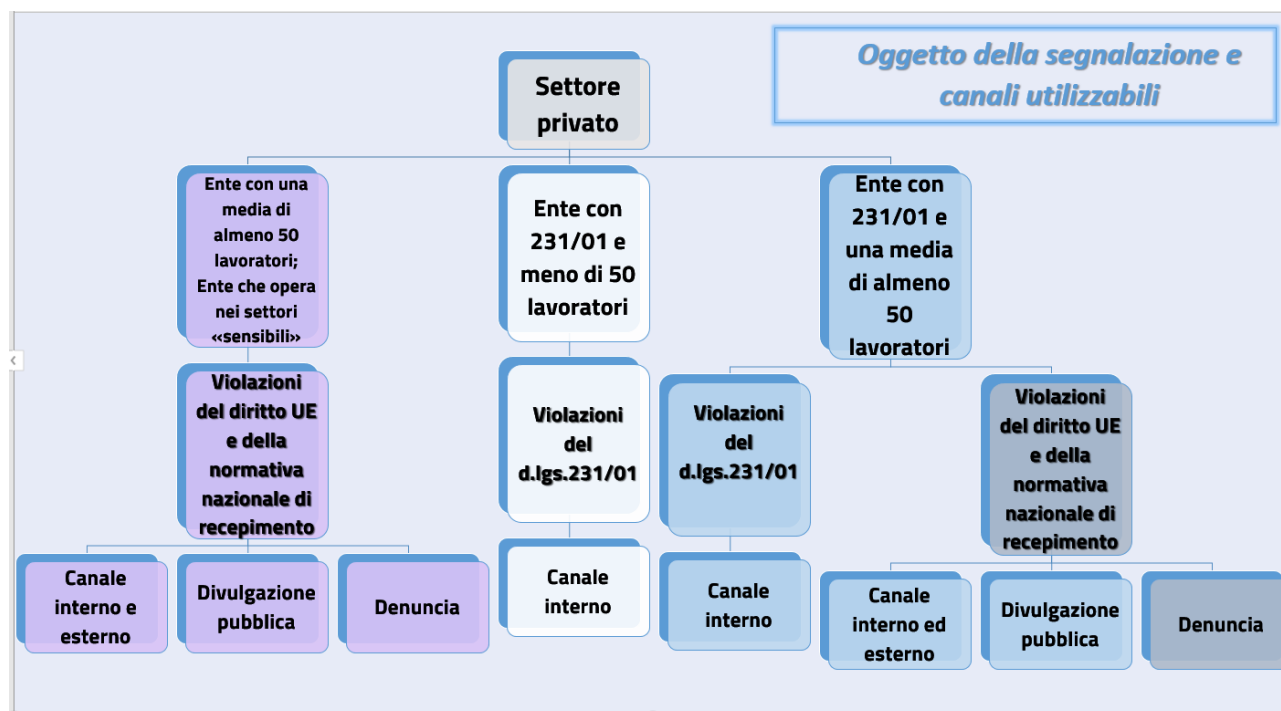 Oggetto della segnalazione e
canali utilizzabili
Settore
privato
Ente con una
media di
almeno 50
lavoratori;
Ente che opera
nei settori
«sensibili»
Ente con
231/01 e
meno di 50
lavoratori
Ente con
231/01 e
una media
di almeno
50
lavoratori
Violazioni
del diritto UE
e della
normativa
nazionale di
recepimento
Violazioni
del
d.lgs.231/01
Violazioni
del
d.lgs.231/01
Violazioni
del diritto UE
e della
normativa
nazionale di
recepimento
Canale
interno e
esterno
Divulgazione
pubblica
Denuncia
Canale
interno
Canale
interno
Canale
interno ed
esterno
Divulgazione
pubblica
Denuncia